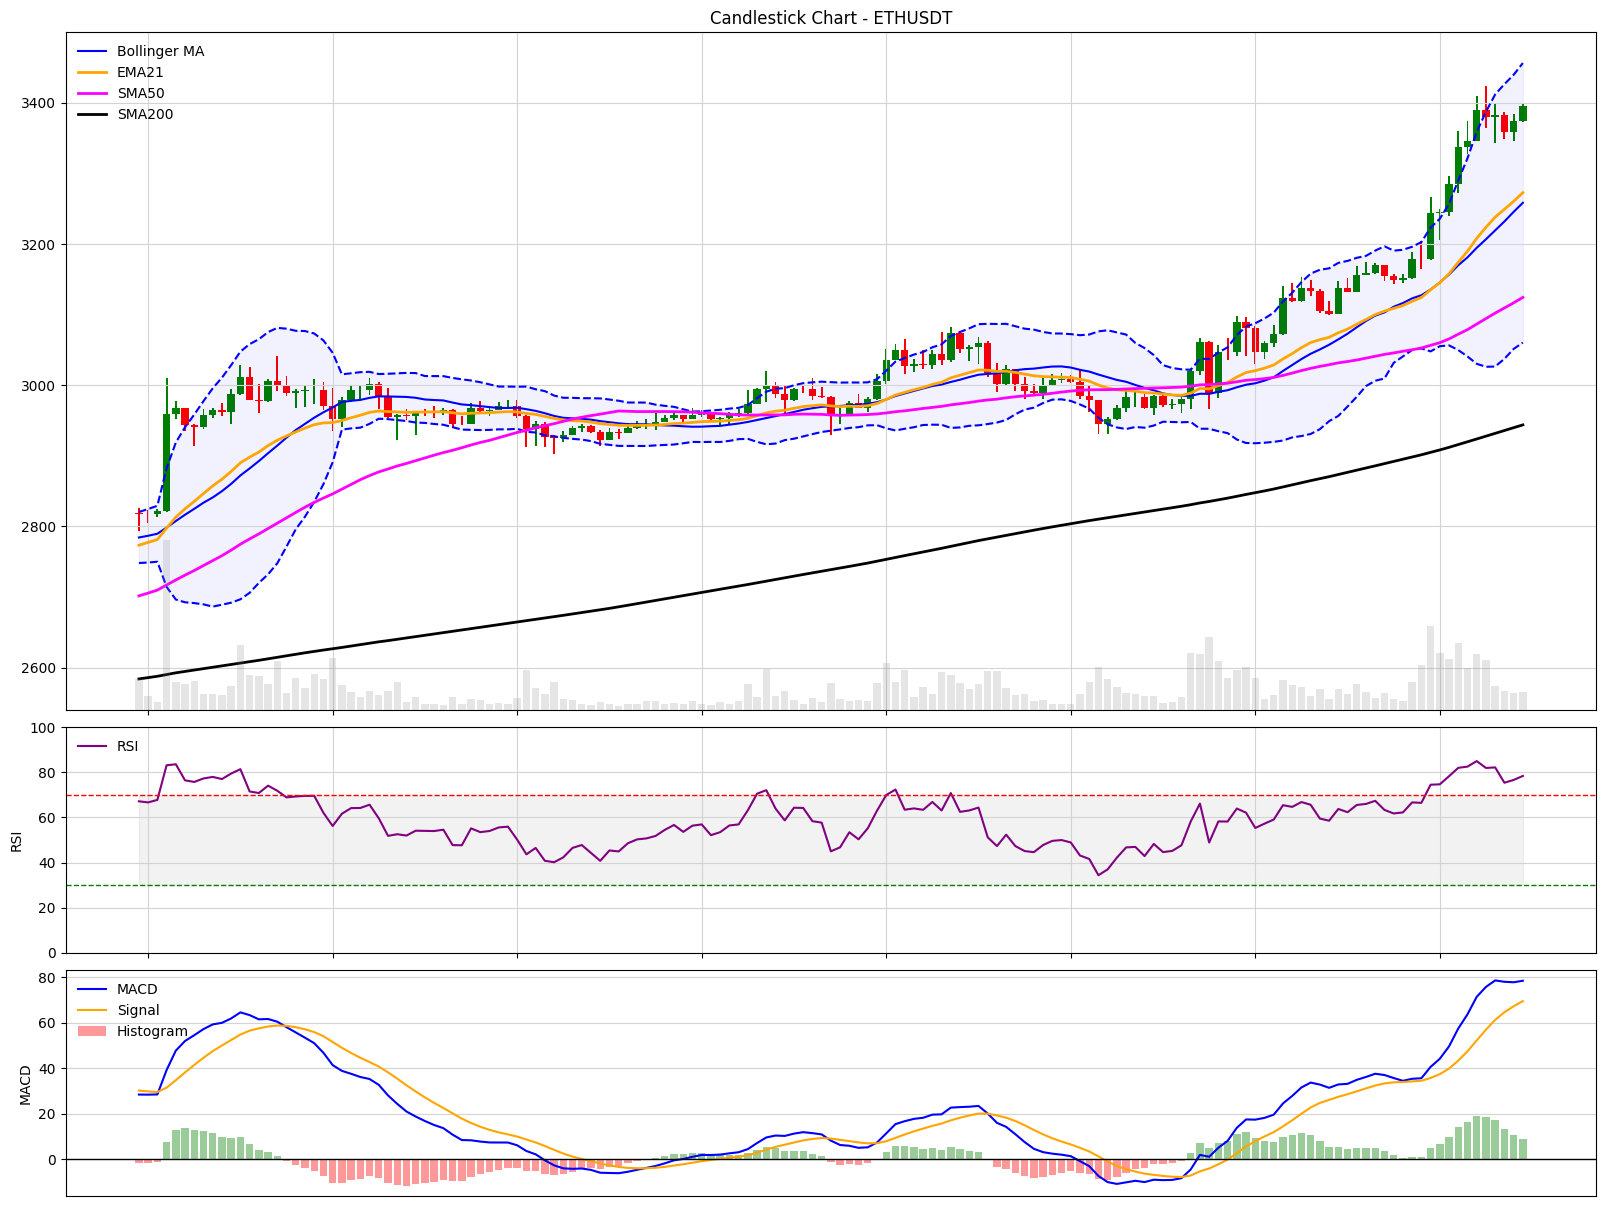 Candlestick Chart - ETHUSDT
Bollinger MA
EMA21
SMA50
SMA200
3400
3200
3000
2800
2600
100
80
60
40
20
0
RSI
RSI
80
60
40
20
0
MACD
MACD
Signal
Histogram